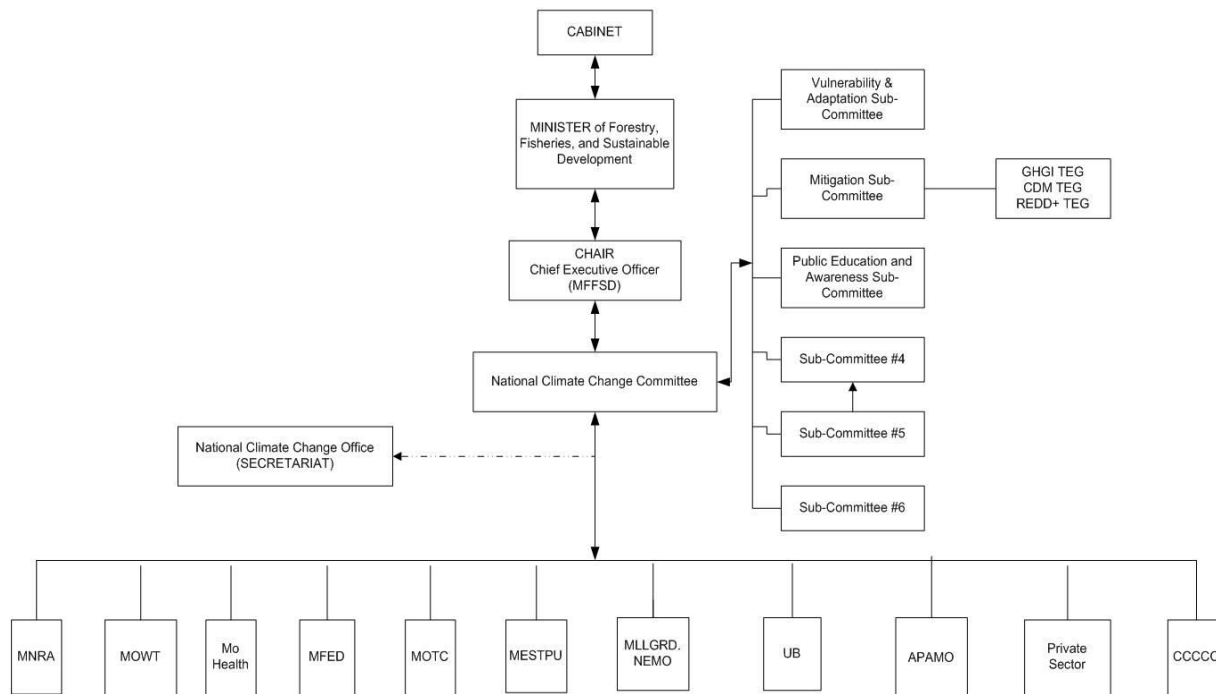 CABINET
MINISTER of Forestry,
Fisheries, and Sustainable
Development
CHAIR
Chief Executive Officer
(MFFSD)
National Climate Change Committee
National Climate Change Office
(SECRETARIAT)
Vulnerability &
Adaptation Sub-
Committee
Mitigation Sub-
Committee
GHGI TEG
CDM TEG
REDD+ TEG
Public Education and
Awareness Sub-
Committee
Sub-Committee #4
Sub-Committee #5
Sub-Committee #6
MNRA
MOWT
Mo
Health
MFED
MOTC
MESTPU
MLLGRD.
NEMO
UB
APAMO
Private
Sector
CCCCC